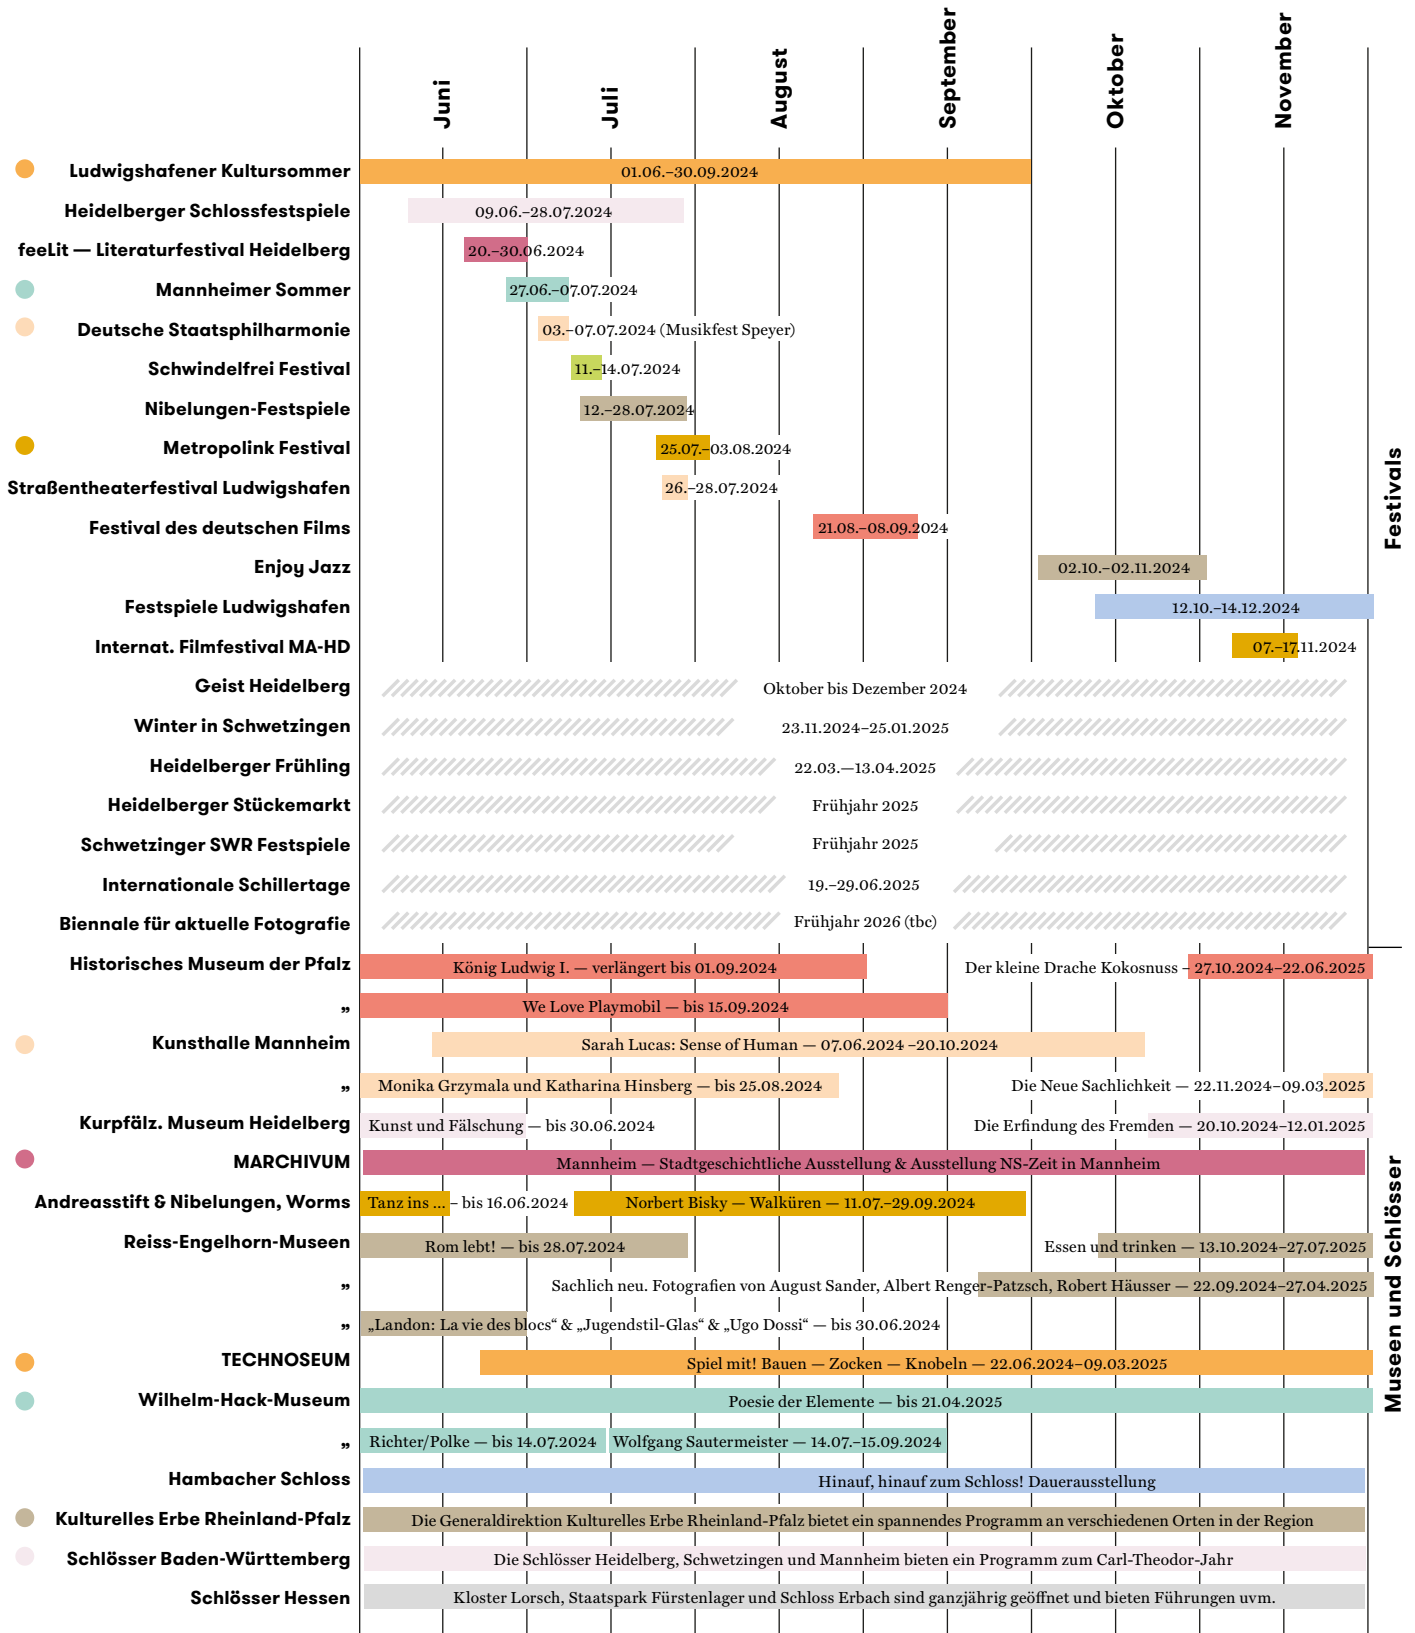 Juni
Juli
August
September
Oktober
November
Ludwigshafener Kultursommer 01.06.–30.09.2024
Heidelberger Schlossfestspiele 09.06.–28.07.2024
feeLit — Literaturfestival Heidelberg 20.–30.06.2024
Mannheimer Sommer 27.06.–07.07.2024
Deutsche Staatsphilharmonie 03.–07.07.2024 (Musikfest Speyer)
Schwindelfrei Festival 11.–14.07.2024
Nibelungen-Festspiele 12.–28.07.2024
Metropolink Festival 25.07.–03.08.2024
Straßentheaterfestival Ludwigshafen 26.–28.07.2024
Festival des deutschen Films 21.08.–08.09.2024
Enjoy Jazz 02.10.–02.11.2024
Festspiele Ludwigshafen 12.10.–14.12.2024
Internat. Filmfestival MA-HD 07.–17.11.2024
Geist Heidelberg Oktober bis Dezember 2024
Winter in Schwetzingen 23.11.2024–25.01.2025
Heidelberger Frühling 22.03.—13.04.2025
Heidelberger Stückemarkt Frühjahr 2025
Schwetzinger SWR Festspiele Frühjahr 2025
Internationale Schillertage 19.–29.06.2025
Biennale für aktuelle Fotografie Frühjahr 2026 (tbc)
Festivals
Historisches Museum der Pfalz König Ludwig I. — verlängert bis 01.09.2024 Der kleine Drache Kokosnuss – 27.10.2024–22.06.2025
„ We Love Playmobil — bis 15.09.2024
Kunsthalle Mannheim Sarah Lucas: Sense of Human — 07.06.2024 –20.10.2024
„ Monika Grzymala und Katharina Hinsberg — bis 25.08.2024 Die Neue Sachlichkeit — 22.11.2024–09.03.2025
Kurpfälz. Museum Heidelberg Kunst und Fälschung — bis 30.06.2024 Die Erfindung des Fremden — 20.10.2024–12.01.2025
MARCHIVUM Mannheim — Stadtgeschichtliche Ausstellung & Ausstellung NS-Zeit in Mannheim
Andreasstift & Nibelungen, Worms Tanz ins ... – bis 16.06.2024 Norbert Bisky — Walküren — 11.07.–29.09.2024
Reiss-Engelhorn-Museen Rom lebt! — bis 28.07.2024 Essen und trinken — 13.10.2024–27.07.2025
„ Sachlich neu. Fotografien von August Sander, Albert Renger-Patzsch, Robert Häusser — 22.09.2024–27.04.2025
„ „Landon: La vie des blocs“ & „Jugendstil-Glas“ & „Ugo Dossi“ — bis 30.06.2024
TECHNOSEUM Spiel mit! Bauen — Zocken — Knobeln — 22.06.2024–09.03.2025
Wilhelm-Hack-Museum Poesie der Elemente — bis 21.04.2025
„ Richter/Polke — bis 14.07.2024 Wolfgang Sautermeister — 14.07.–15.09.2024
Hambacher Schloss Hinauf, hinauf zum Schloss! Dauerausstellung
Kulturelles Erbe Rheinland-Pfalz Die Generaldirektion Kulturelles Erbe Rheinland-Pfalz bietet ein spannendes Programm an verschiedenen Orten in der Region
Schlösser Baden-Württemberg Die Schlösser Heidelberg, Schwetzingen und Mannheim bieten ein Programm zum Carl-Theodor-Jahr
Schlösser Hessen Kloster Lorsch, Staatspark Fürstenlager und Schloss Erbach sind ganzjährig geöffnet und bieten Führungen uvm.
Museen und Schlösser